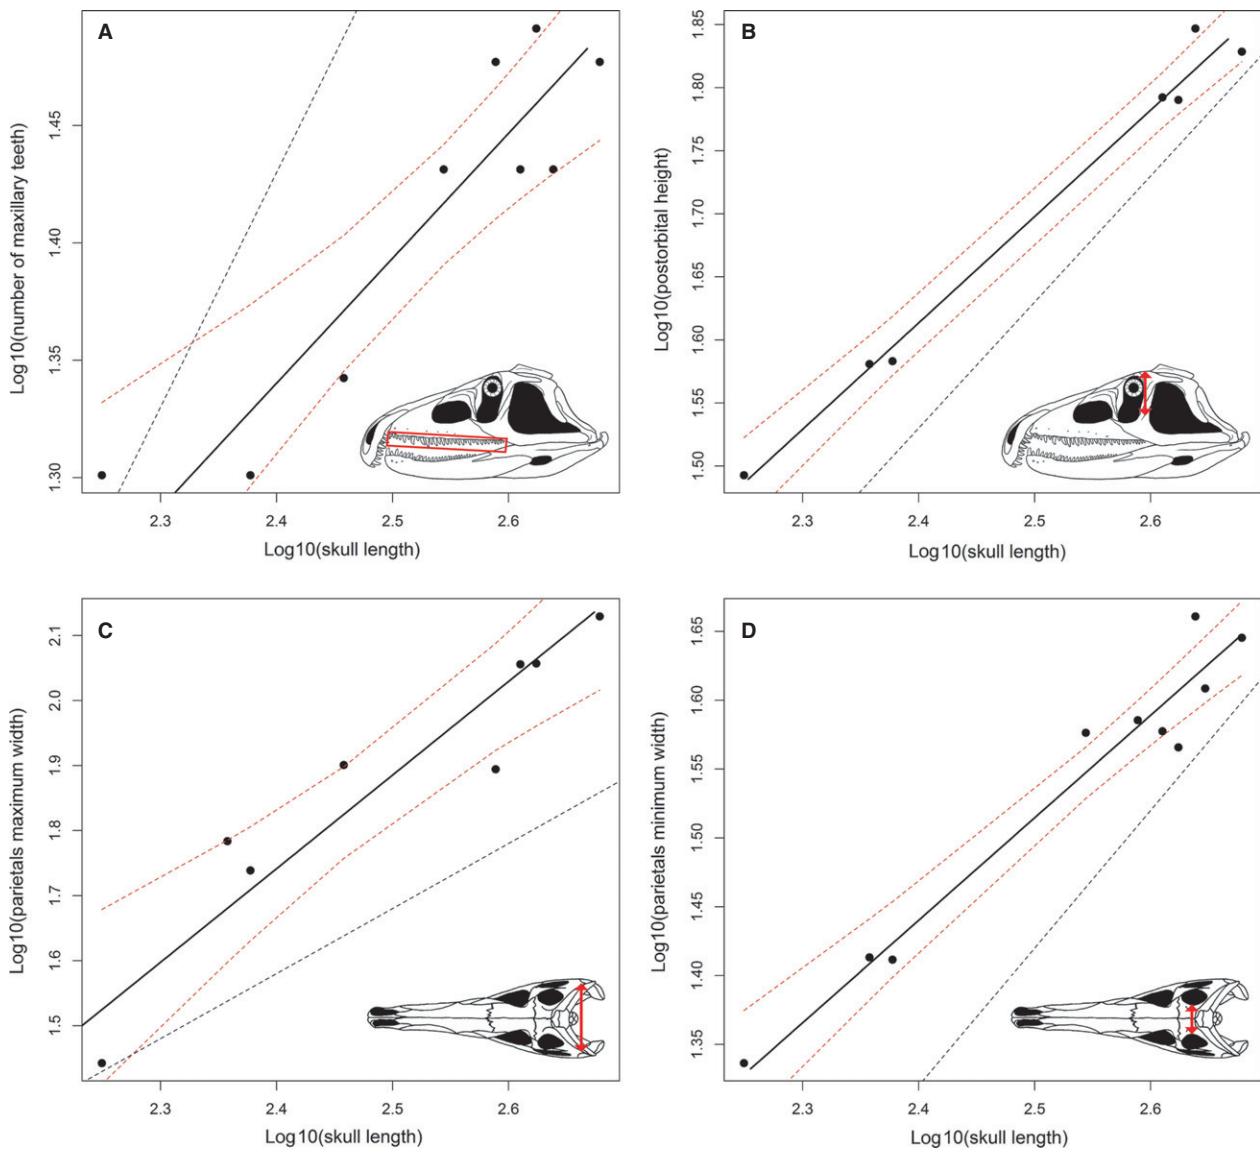 A
Log10(number of maxillary teeth)
1.45
1.40
1.35
1.30
2.3 2.4 2.5 2.6
Log10(skull length)
B
Log10(postorbital height)
1.85
1.80
1.75
1.70
1.65
1.60
1.55
1.50
2.3 2.4 2.5 2.6
Log10(skull length)
C
Log10(parietals maximum width)
2.1
2.0
1.9
1.8
1.7
1.6
1.5
2.3 2.4 2.5 2.6
Log10(skull length)
D
Log10(parietals minimum width)
1.65
1.60
1.55
1.50
1.45
1.40
1.35
2.3 2.4 2.5 2.6
Log10(skull length)